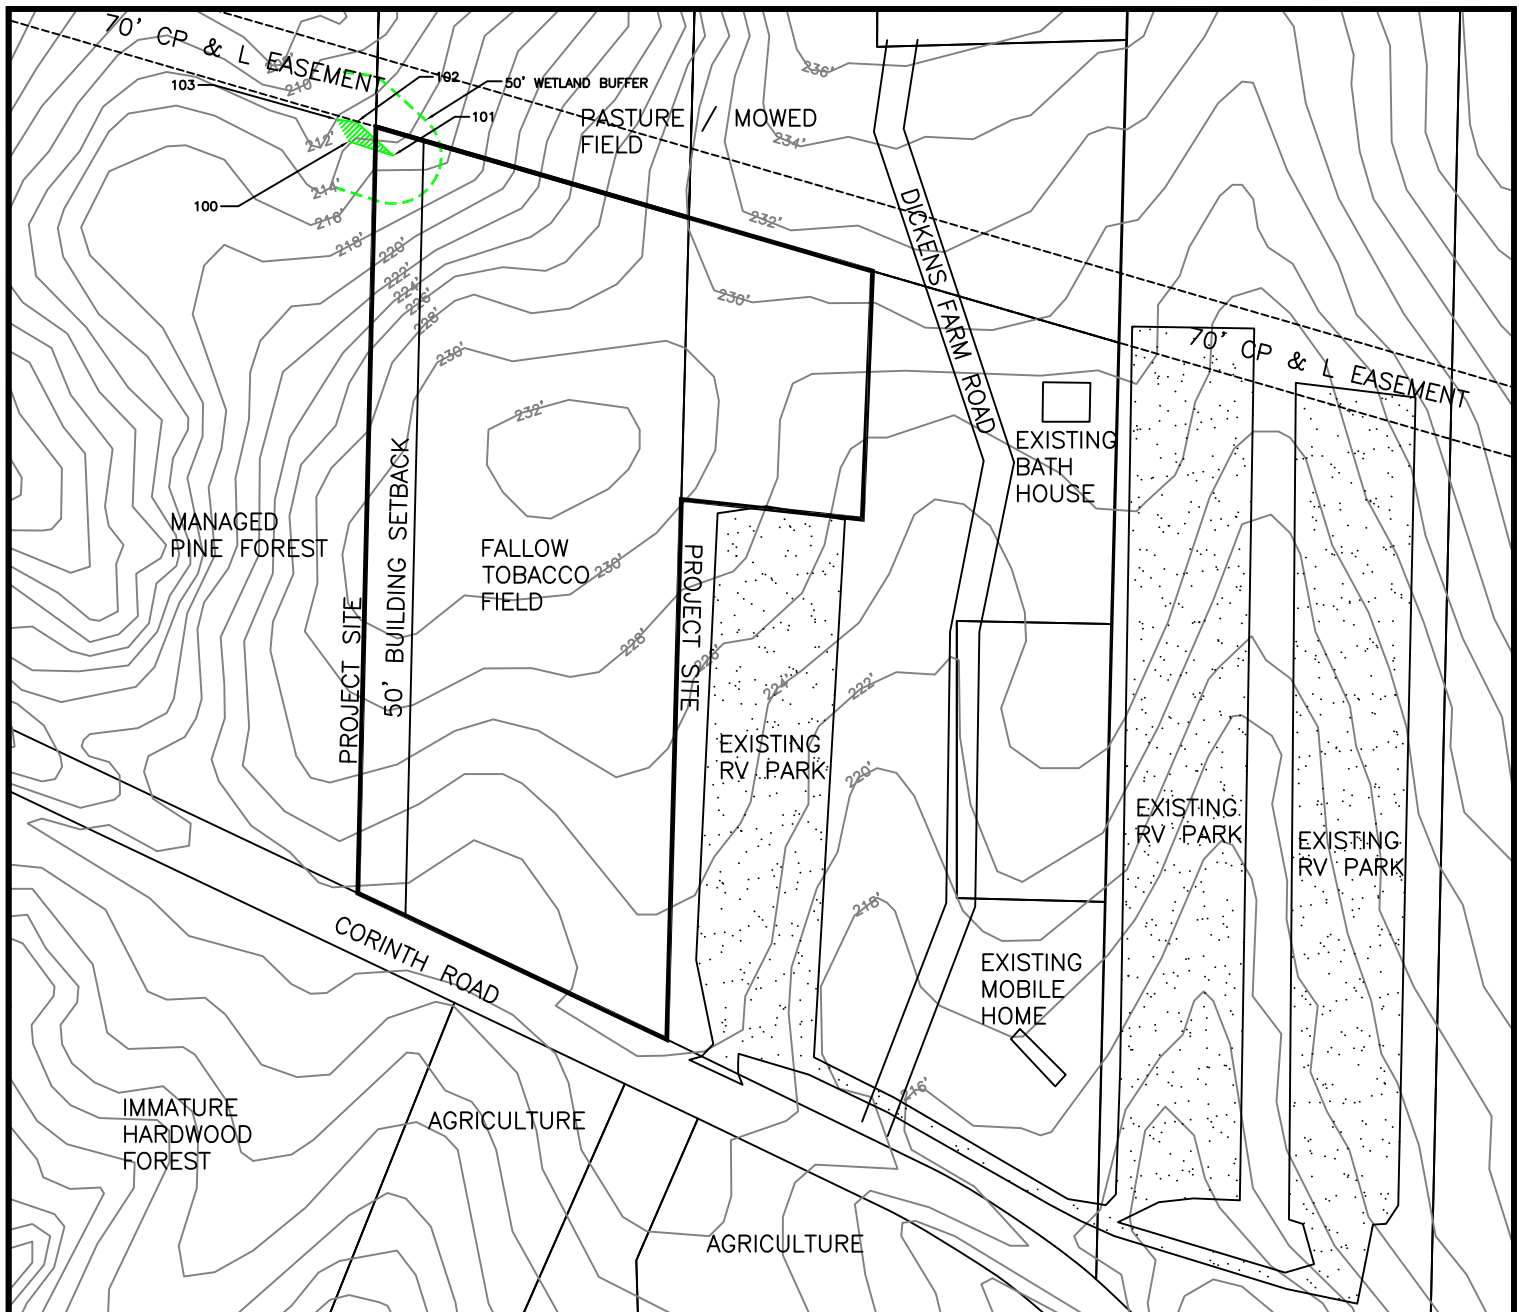 70' CP & L EASEMENT
210'
103
102
50' WETLAND BUFFER
101
212'
214'
100
216'
218'
220'
222'
224'
226'
228'
230'
232'
236'
PASTURE / MOWED
FIELD
234'
232'
230'
DICKENS FARM ROAD
70' CP & L EASEMENT
EXISTING
BATH
HOUSE
MANAGED
PINE FOREST
PROJECT SITE
50' BUILDING SETBACK
FALLOW
TOBACCO
FIELD
230'
228'
PROJECT SITE
226'
224'
222'
220'
218'
216'
EXISTING
RV PARK
EXISTING
RV PARK
EXISTING
RV PARK
CORINTH ROAD
EXISTING
MOBILE
HOME
IMMATURE
HARDWOOD
FOREST
AGRICULTURE
AGRICULTURE